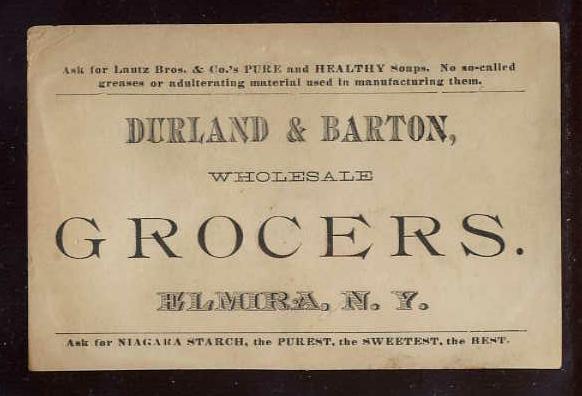 Ask for Lautz Bros. & Co.'s PURE and HEALTHY Soaps. No so-called
greases or adulterating material used in manufacturing them.
DURLAND & BARTON,
WHOLESALE
GROCERS.
ELMIRA, N. Y.
Ask for NIAGARA STARCH, the PUREST, the SWEETEST, the BEST.